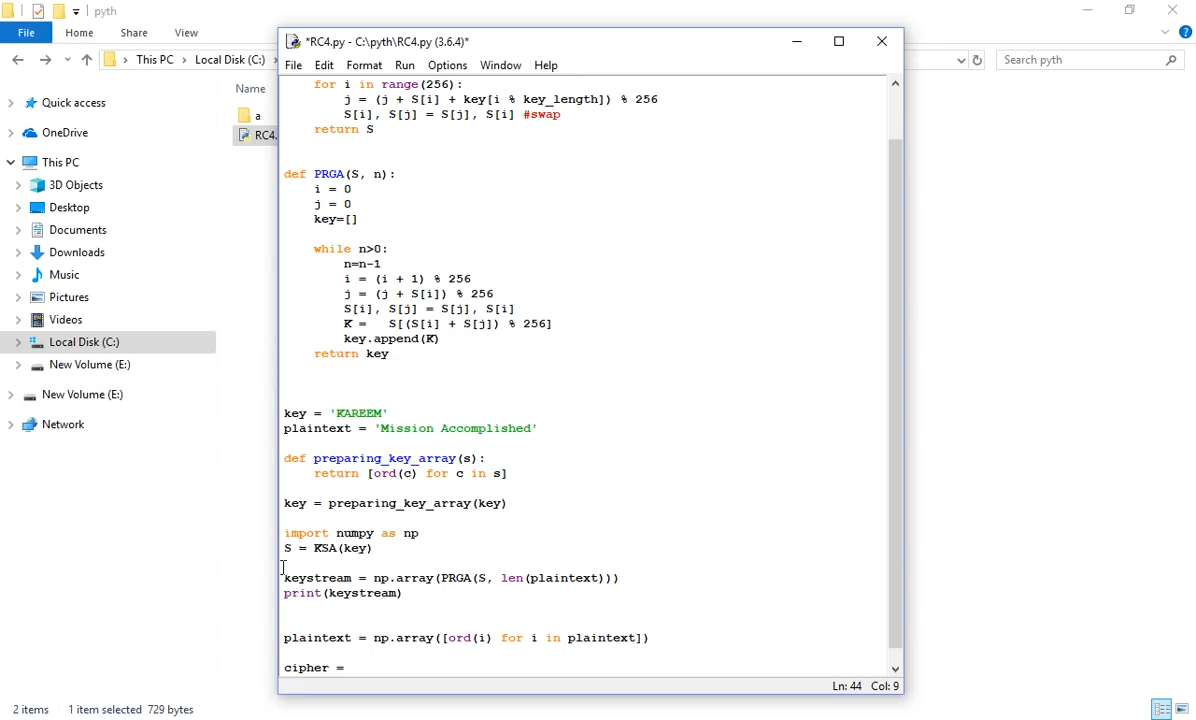 pyth
File Home Share View
This PC Local Disk (C:)
Search pyth
Quick access
OneDrive
This PC
3D Objects
Desktop
Documents
Downloads
Music
Pictures
Videos
Local Disk (C:)
New Volume (E:)
New Volume (E:)
Network
Name
a
RC4.
2 items 1 item selected 729 bytes
*RC4.py - C:\pyth\RC4.py (3.6.4)*
File Edit Format Run Options Window Help
for i in range(256):
j = (j + S[i] + key[i % key_length]) % 256
S[i], S[j] = S[j], S[i] #swap
return S
def PRGA(S, n):
i = 0
j = 0
key=[]
while n>0:
n=n-1
i = (i + 1) % 256
j = (j + S[i]) % 256
S[i], S[j] = S[j], S[i]
K = S[(S[i] + S[j]) % 256]
key.append(K)
return key
key = 'KAREEM'
plaintext = 'Mission Accomplished'
def preparing_key_array(s):
return [ord(c) for c in s]
key = preparing_key_array(key)
import numpy as np
S = KSA(key)
keystream = np.array(PRGA(S, len(plaintext)))
print(keystream)
plaintext = np.array([ord(i) for i in plaintext])
cipher =
Ln: 44 Col: 9